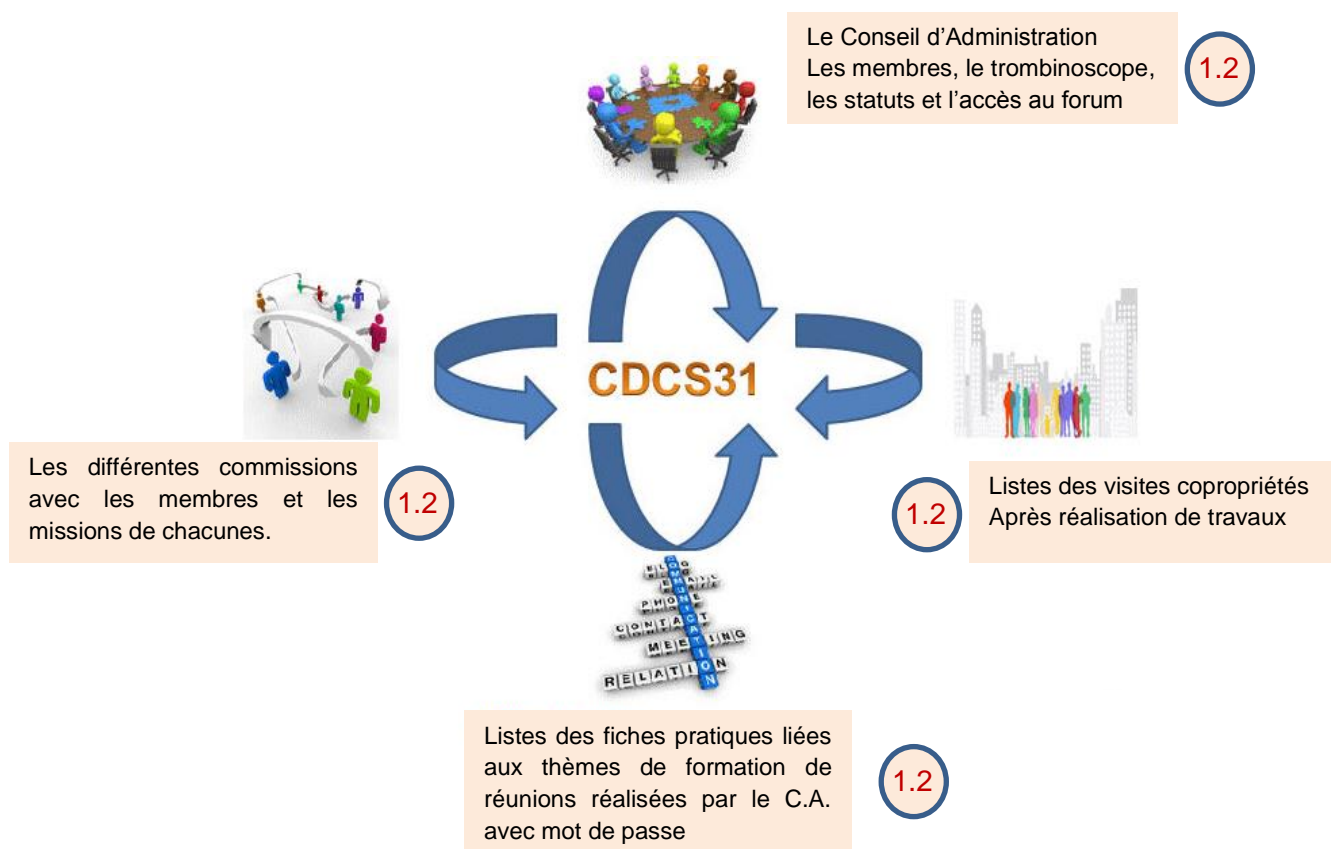 Le Conseil d’Administration
Les membres, le trombinoscope,
les statuts et l’accès au forum
1.2
CDCS31
Les différentes commissions
avec les membres et les
missions de chacunes.
1.2
1.2
Listes des visites copropriétés
Après réalisation de travaux
BLOG
EMAIL
PHONE
CONTACT
MEETING
RELATION
COMMUNICATION
Listes des fiches pratiques liées
aux thèmes de formation de
réunions réalisées par le C.A.
avec mot de passe
1.2